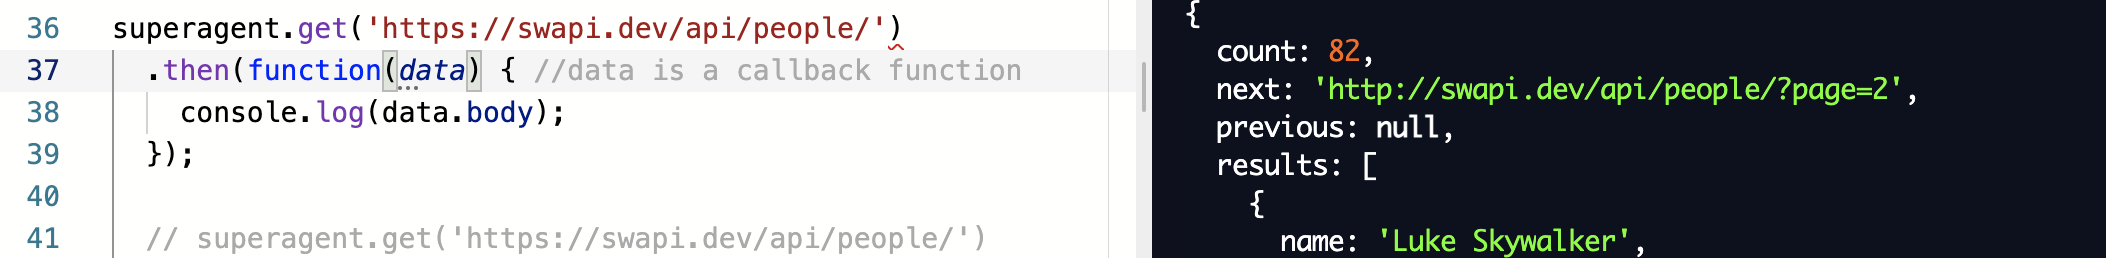 36 superagent.get('https://swapi.dev/api/people/')
37 .then(function(data) { //data is a callback function
38 console.log(data.body);
39 });
40
41 // superagent.get('https://swapi.dev/api/people/')
{
count: 82,
next: 'http://swapi.dev/api/people/?page=2',
previous: null,
results: [
{
name: 'Luke Skywalker',